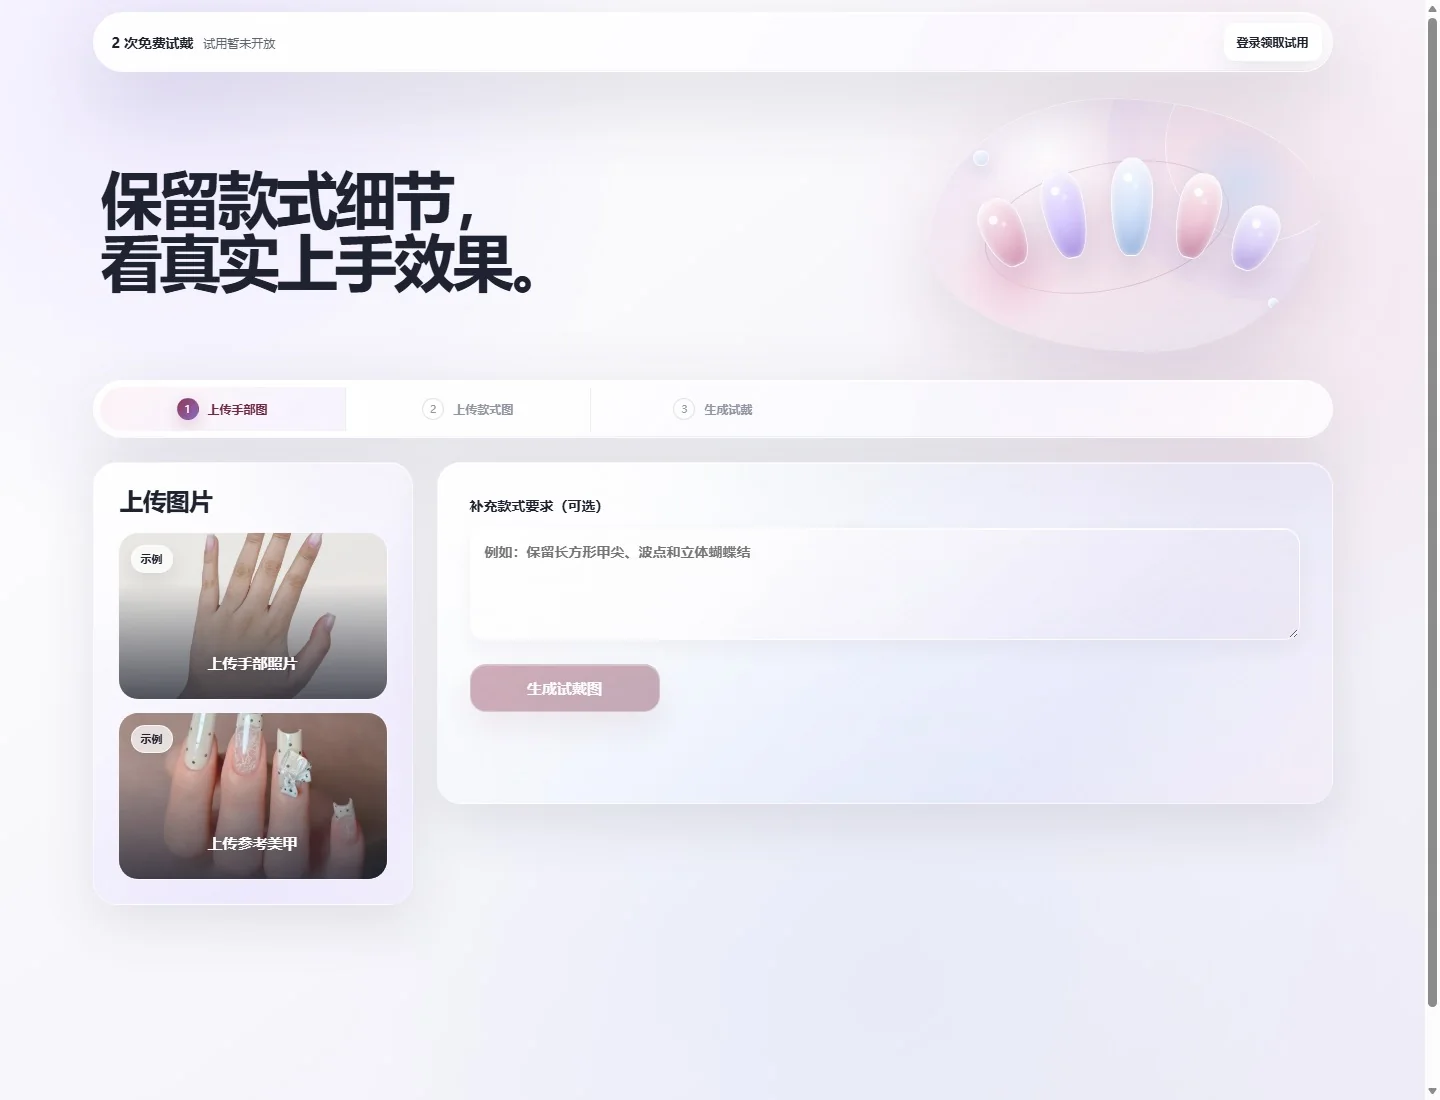 2 次免费试戴 试用暂未开放
登录领取试用
保留款式细节，
看真实上手效果。
1 上传手部图
2 上传款式图
3 生成试戴
上传图片
示例
上传手部照片
示例
上传参考美甲
补充款式要求（可选）
例如：保留长方形甲尖、波点和立体蝴蝶结
生成试戴图